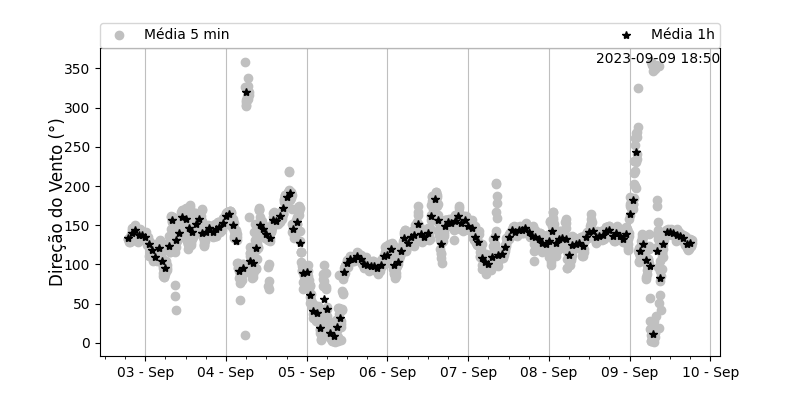 Média 5 min
Média 1h
2023-09-09 18:50
Direção do Vento (°)
350
300
250
200
150
100
50
0
03 - Sep
04 - Sep
05 - Sep
06 - Sep
07 - Sep
08 - Sep
09 - Sep
10 - Sep